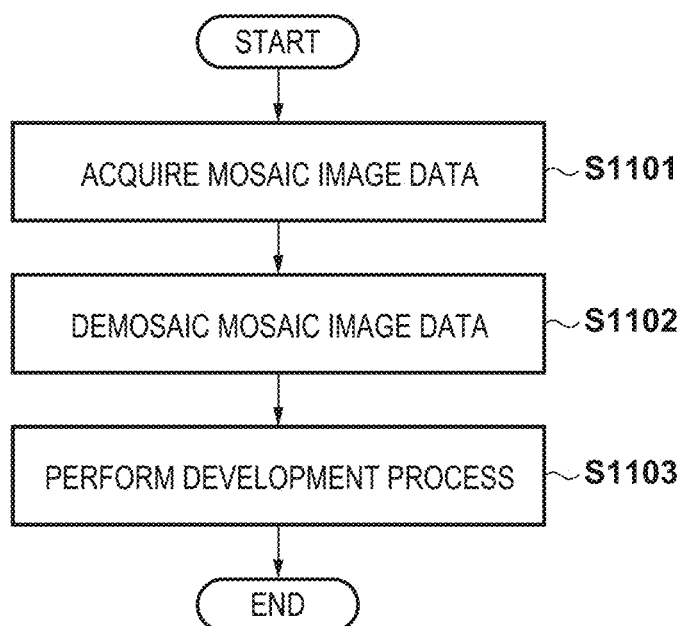 START
ACQUIRE MOSAIC IMAGE DATA
S1101
DEMOSAIC MOSAIC IMAGE DATA
S1102
PERFORM DEVELOPMENT PROCESS
S1103
END